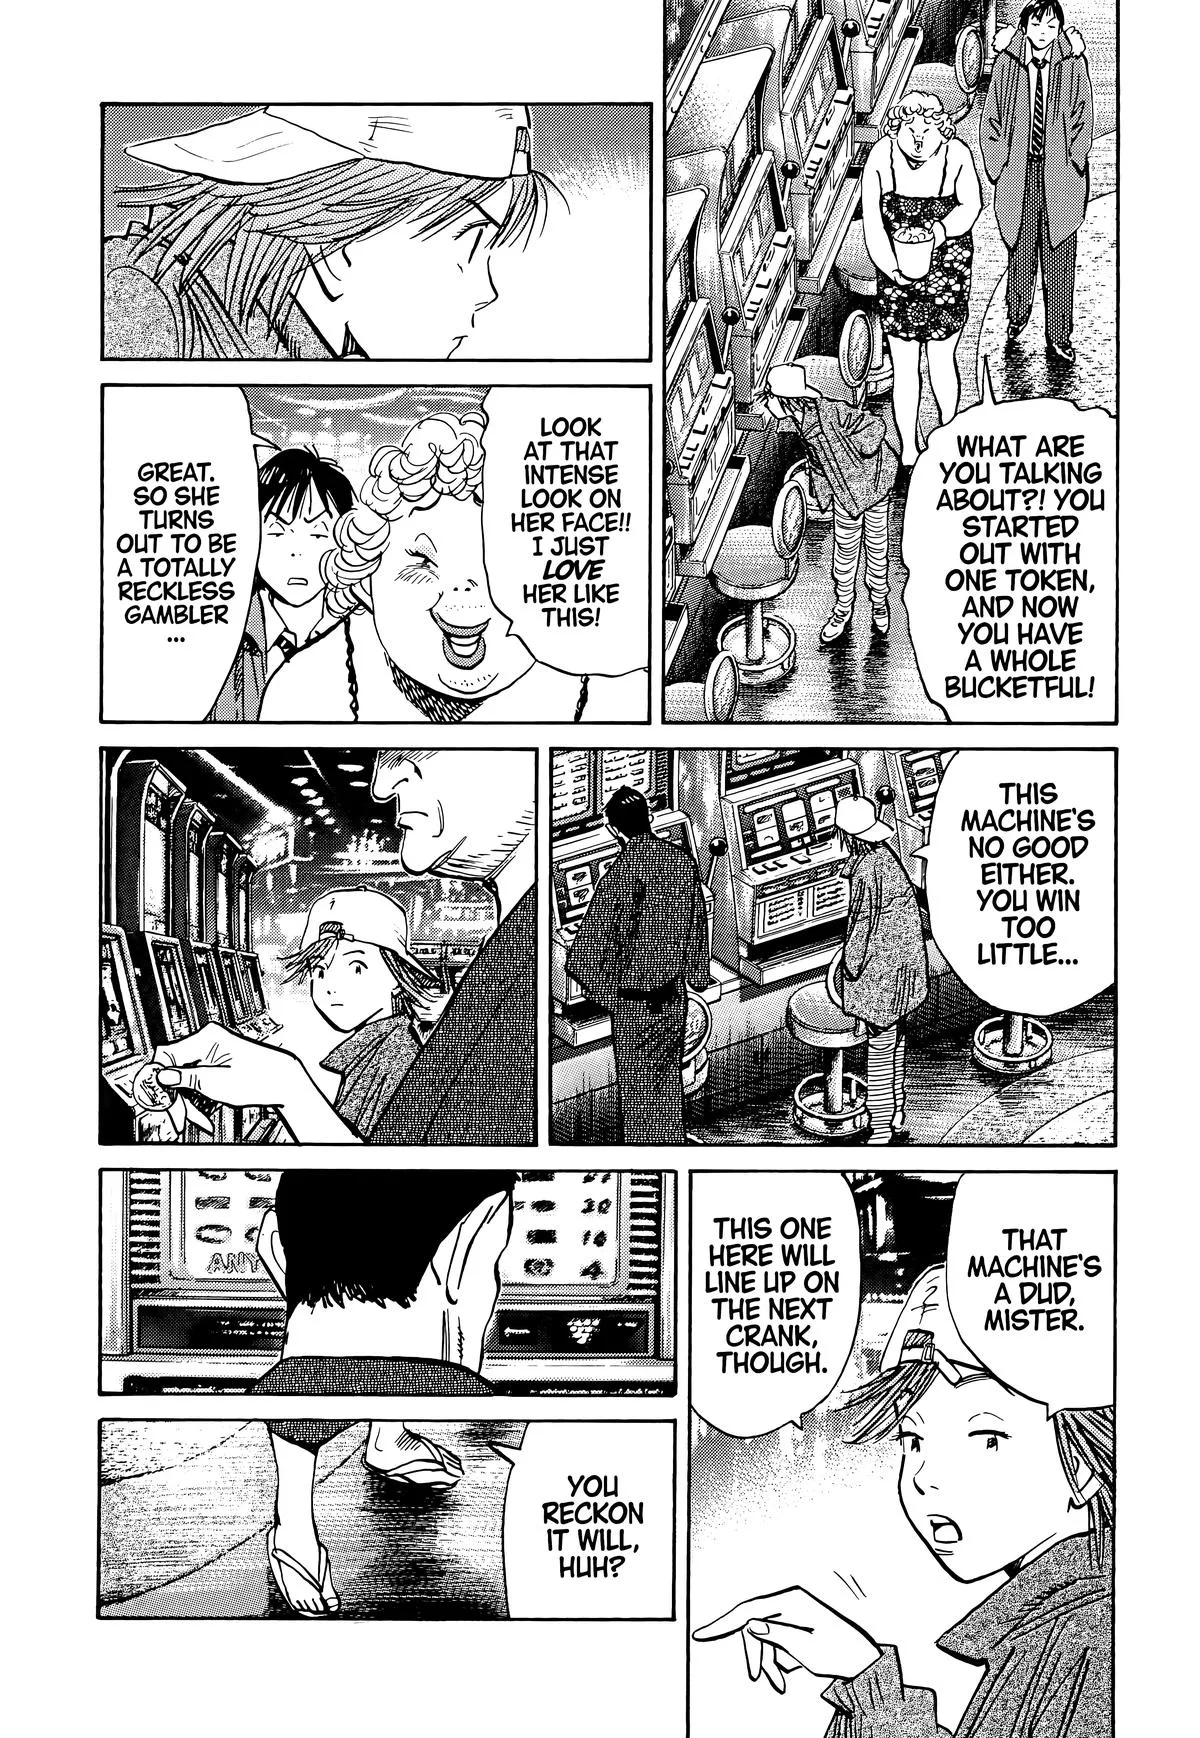 WHAT ARE
YOU TALKING
ABOUT?! YOU
STARTED
OUT WITH
ONE TOKEN,
AND NOW
YOU HAVE
A WHOLE
BUCKETFUL!
LOOK
AT THAT
INTENSE
LOOK ON
HER FACE!!
I JUST
LOVE
HER LIKE
THIS!
GREAT.
SO SHE
TURNS
OUT TO BE
A TOTALLY
RECKLESS
GAMBLER
...
THIS
MACHINE'S
NO GOOD
EITHER.
YOU WIN
TOO
LITTLE...
THAT
MACHINE'S
A DUD,
MISTER.
THIS ONE
HERE WILL
LINE UP ON
THE NEXT
CRANK,
THOUGH.
ANY
20
10
4
YOU
RECKON
IT WILL,
HUH?